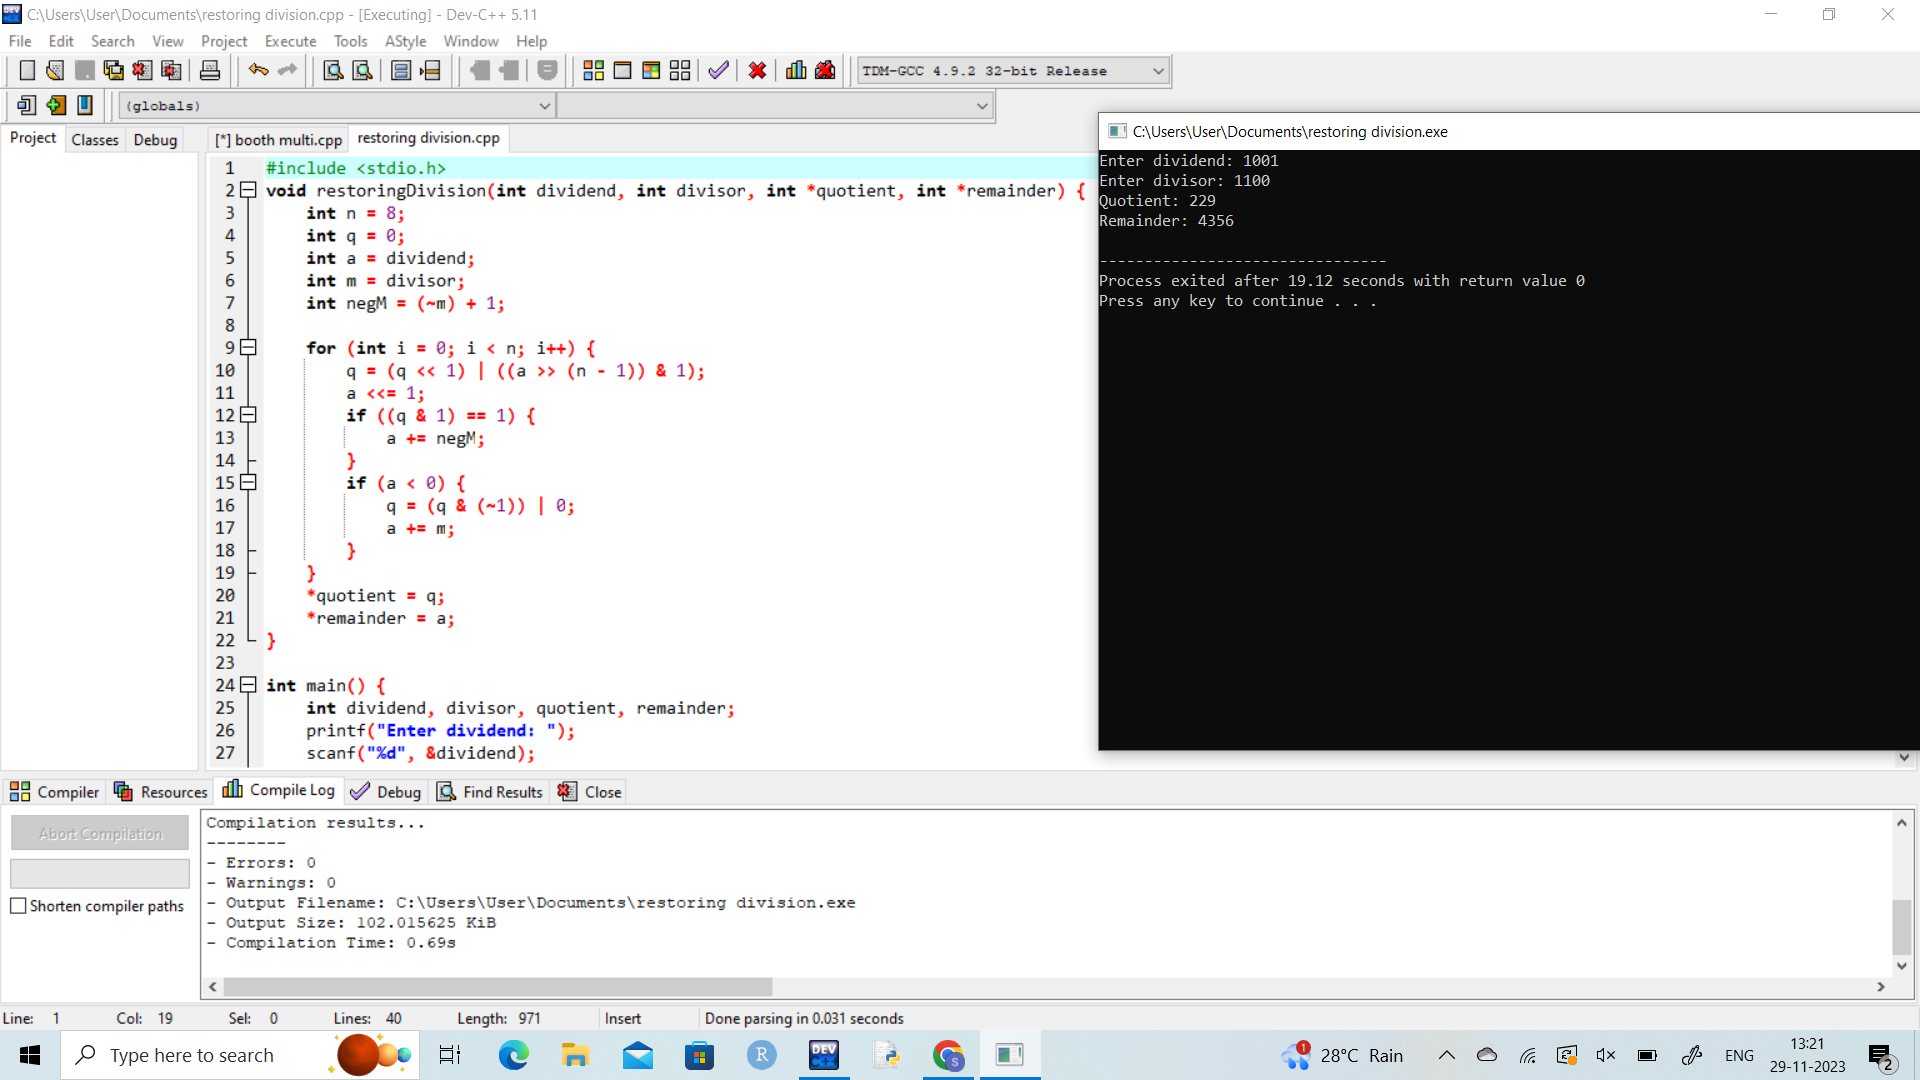 C:\Users\User\Documents\restoring division.cpp - [Executing] - Dev-C++ 5.11
File Edit Search View Project Execute Tools AStyle Window Help
TDM-GCC 4.9.2 32-bit Release
(globals)
Project Classes Debug
[*] booth multi.cpp restoring division.cpp
1 #include <stdio.h>
2 void restoringDivision(int dividend, int divisor, int *quotient, int *remainder) {
3 int n = 8;
4 int q = 0;
5 int a = dividend;
6 int m = divisor;
7 int negM = (~m) + 1;
8
9 for (int i = 0; i < n; i++) {
10 q = (q << 1) | ((a >> (n - 1)) & 1);
11 a <<= 1;
12 if ((q & 1) == 1) {
13 a += negM;
14 }
15 if (a < 0) {
16 q = (q & (~1)) | 0;
17 a += m;
18 }
19 }
20 *quotient = q;
21 *remainder = a;
22 }
23
24 int main() {
25 int dividend, divisor, quotient, remainder;
26 printf("Enter dividend: ");
27 scanf("%d", &dividend);
C:\Users\User\Documents\restoring division.exe
Enter dividend: 1001
Enter divisor: 1100
Quotient: 229
Remainder: 4356
--------------------------------
Process exited after 19.12 seconds with return value 0
Press any key to continue . . .
Compiler Resources Compile Log Debug Find Results Close
Abort Compilation
Shorten compiler paths
Compilation results...
--------
- Errors: 0
- Warnings: 0
- Output Filename: C:\Users\User\Documents\restoring division.exe
- Output Size: 102.015625 KiB
- Compilation Time: 0.69s
Line: 1 Col: 19 Sel: 0 Lines: 40 Length: 971 Insert Done parsing in 0.031 seconds
Type here to search
DEV C++
R
S
1
28°C Rain
ENG
13:21
29-11-2023
2